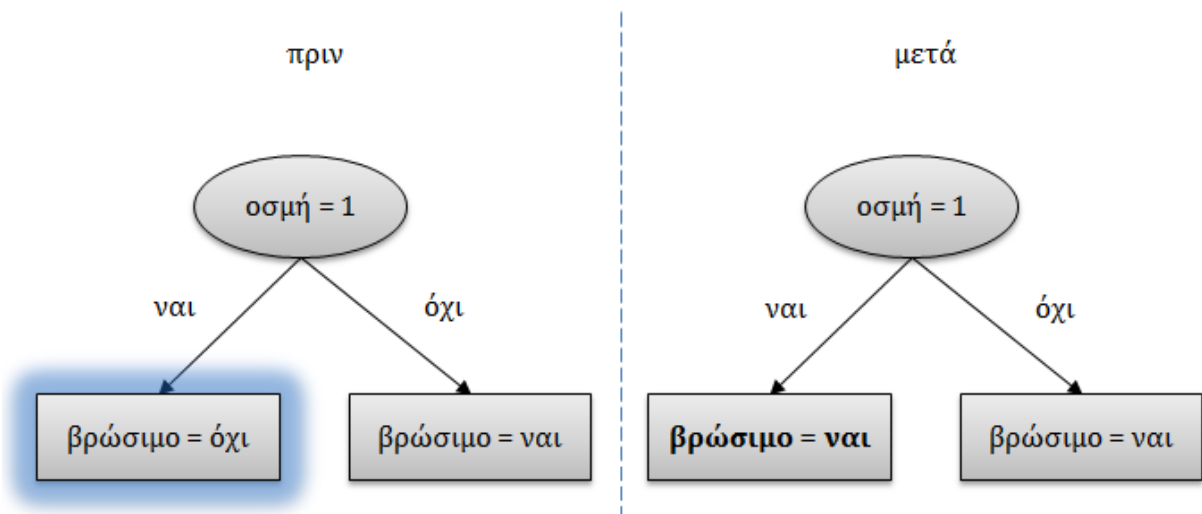 πριν
μετά
οσμή = 1
οσμή = 1
ναι
όχι
ναι
όχι
βρώσιμο = όχι
βρώσιμο = ναι
βρώσιμο = ναι
βρώσιμο = ναι